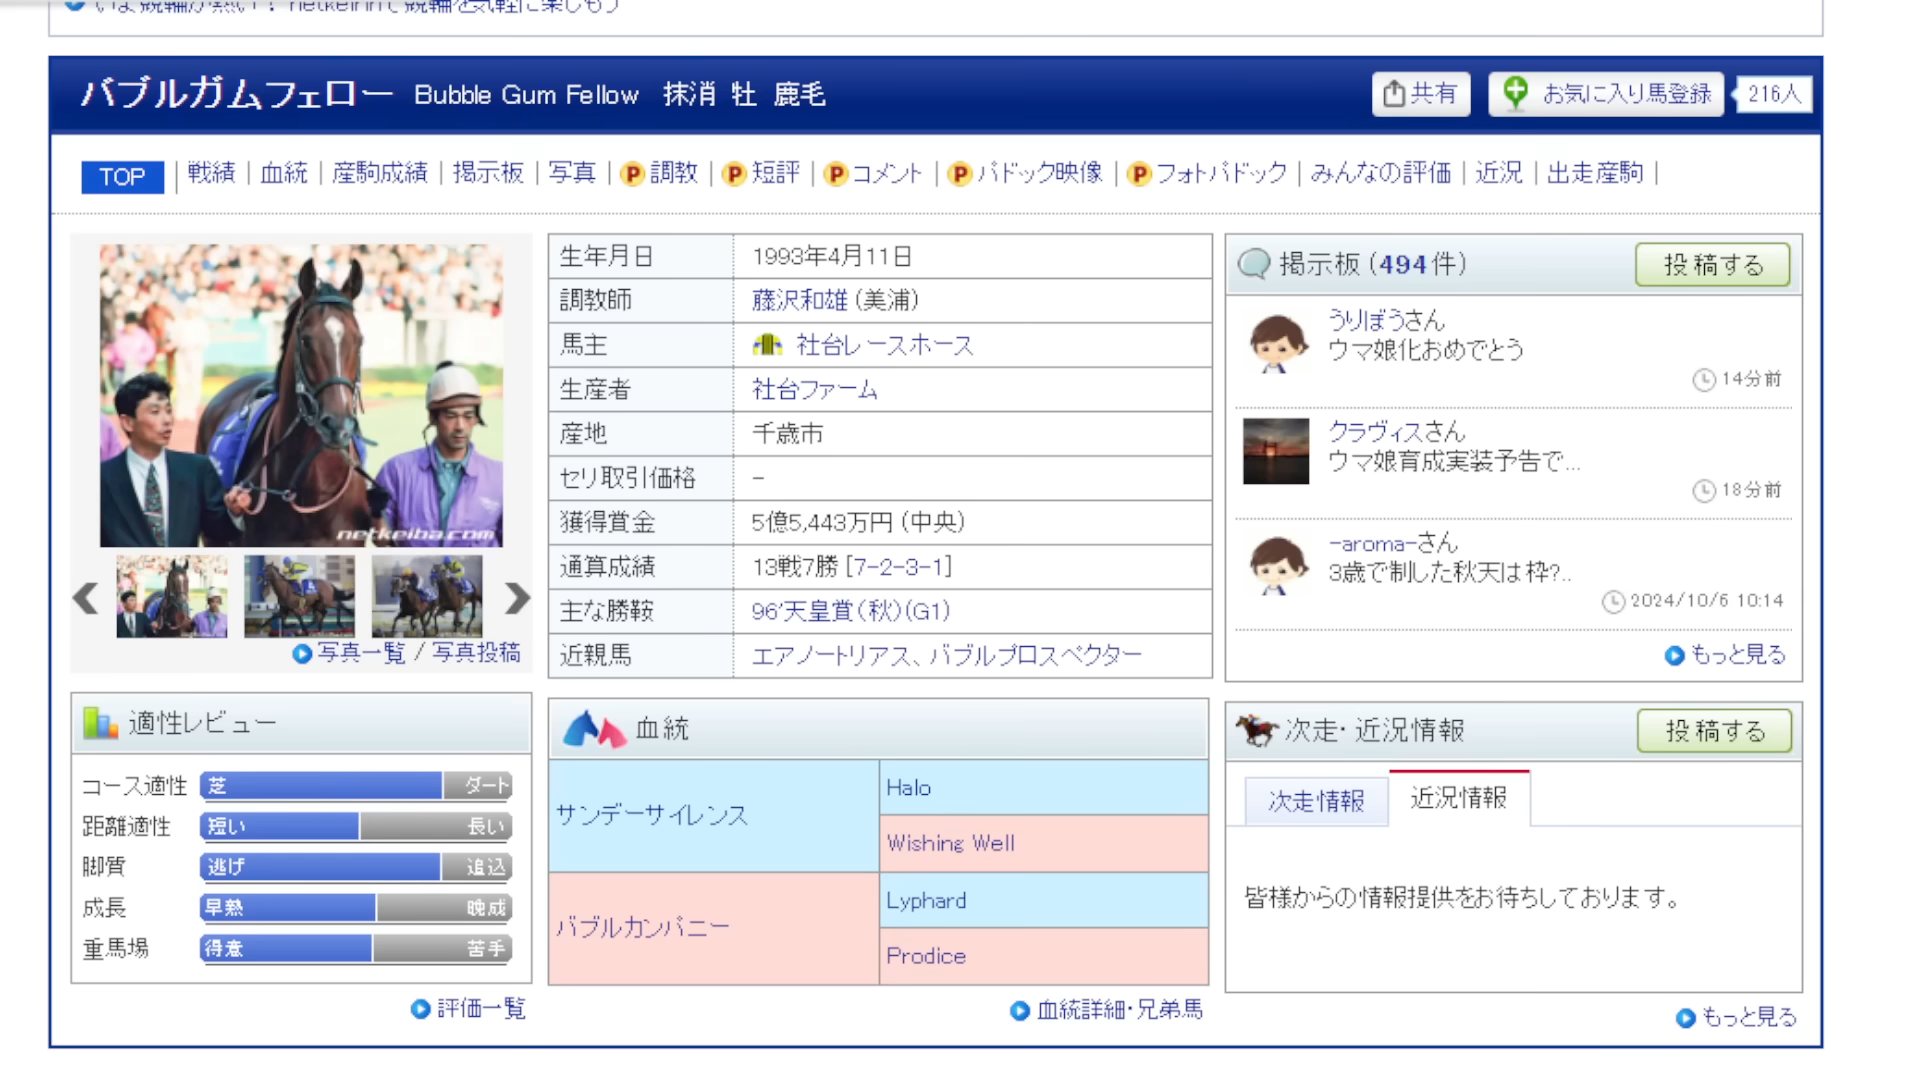 バブルガムフェロー Bubble Gum Fellow 抹消 牡 鹿毛
共有
お気に入り馬登録
216人
TOP | 戦績 | 血統 | 産駒成績 | 掲示板 | 写真 | P 調教 | P 短評 | P コメント | P パドック映像 | P フォトパドック | みんなの評価 | 近況 | 出走産駒 |
netkeiba.com
写真一覧 / 写真投稿
生年月日 1993年4月11日
調教師 藤沢和雄 (美浦)
馬主 社台レースホース
生産者 社台ファーム
産地 千歳市
セリ取引価格 -
獲得賞金 5億5,443万円 (中央)
通算成績 13戦7勝 [7-2-3-1]
主な勝鞍 96'天皇賞(秋)(G1)
近親馬 エアノートリアス、バブルプロスペクター
掲示板 (494件)
投稿する
うりぼうさん
ウマ娘化おめでとう
14分前
クラヴィスさん
ウマ娘育成実装予告で...
18分前
-aroma-さん
3歳で制した秋天は枠?..
2024/10/6 10:14
もっと見る
適性レビュー
コース適性 芝 ダート
距離適性 短い 長い
脚質 逃げ 追込
成長 早熟 晩成
重馬場 得意 苦手
評価一覧
血統
サンデーサイレンス
Halo
Wishing Well
バブルカンパニー
Lyphard
Prodice
血統詳細・兄弟馬
次走・近況情報
投稿する
次走情報
近況情報
皆様からの情報提供をお待ちしております。
もっと見る